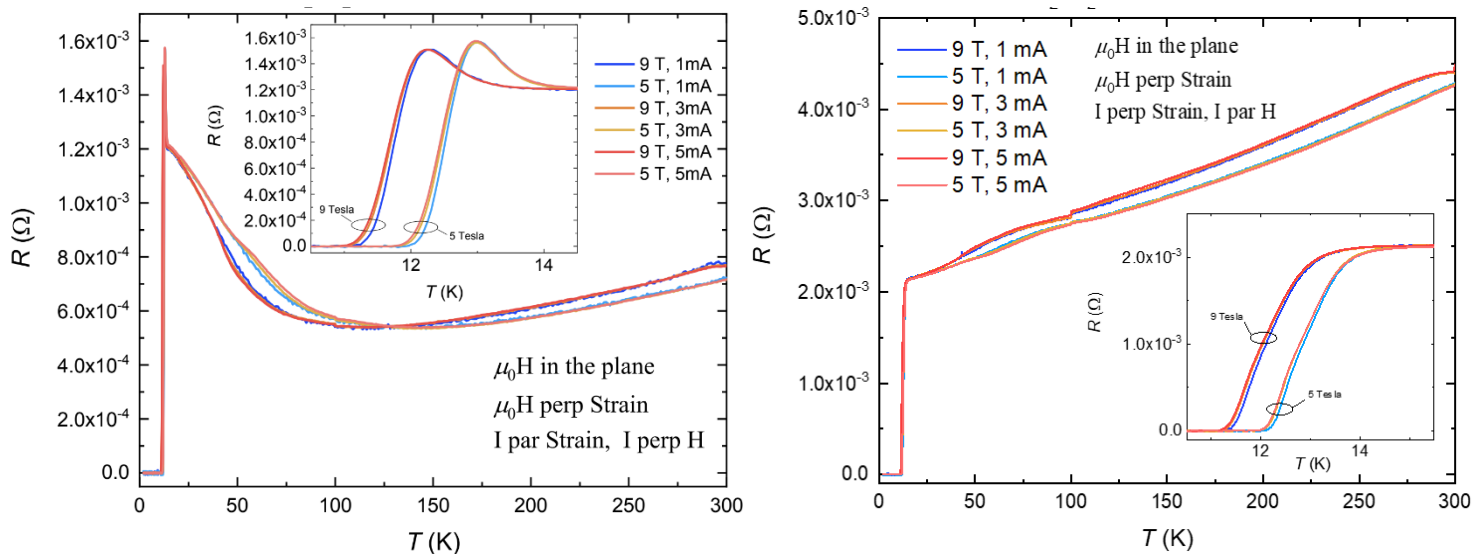 1.6x10⁻³
1.4x10⁻³
1.2x10⁻³
1.0x10⁻³
8.0x10⁻⁴
6.0x10⁻⁴
4.0x10⁻⁴
2.0x10⁻⁴
0.0
R (Ω)
0 50 100 150 200 250 300
T (K)
1.6x10⁻³
1.4x10⁻³
1.2x10⁻³
1.0x10⁻³
8.0x10⁻⁴
6.0x10⁻⁴
4.0x10⁻⁴
2.0x10⁻⁴
0.0
R (Ω)
9 Tesla
5 Tesla
12 14
T (K)
9 T, 1mA
5 T, 1mA
9 T, 3mA
5 T, 3mA
9 T, 5mA
5 T, 5mA
μ₀H in the plane
μ₀H perp Strain
I par Strain, I perp H
5.0x10⁻³
4.0x10⁻³
3.0x10⁻³
2.0x10⁻³
1.0x10⁻³
0.0
R (Ω)
0 50 100 150 200 250 300
T (K)
9 T, 1 mA
5 T, 1 mA
9 T, 3 mA
5 T, 3 mA
9 T, 5 mA
5 T, 5 mA
μ₀H in the plane
μ₀H perp Strain
I perp Strain, I par H
2.0x10⁻³
1.0x10⁻³
0.0
R (Ω)
9 Tesla
5 Tesla
12 14
T (K)